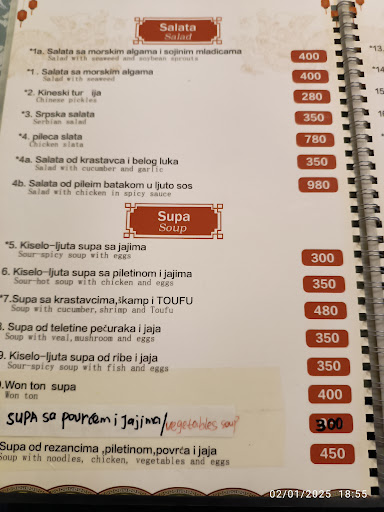 Salata
Salad
*1a. Salata sa morskim algama i sojinim mladicama 400
Salad with seaweed and sorbean sprouts
*1. Salata sa morskim algama 400
Salad with seaweed
*2. Kineski tur ija 280
Chinese pickles
*3. Srpska salata 350
Serbian salad
*4. pileca slata 780
Chicken slata
*4a. Salata od krastavca i belog luka 350
Salad with cucumber and garlic
4b. Salata od pileim batakom u ljuto sos 980
Salad with chicken in spicy sauce
Supa
Soup
*5. Kiselo-ljuta supa sa jajima 300
Sour-spicy soup with eggs
6. Kiselo-ljuta supa sa piletinom i jajima 350
Sour-hot soup with chicken and eggs
*7.Supa sa krastavcima,škamp i TOUFU 480
Soup with cucumber,shrimp and Toufu
8. Supa od teletine pečuraka i jaja 350
Soup with veal,mushroom and eggs
9. Kiselo-ljuta supa od ribe i jaja 350
Sour-spicy soup with fish and eggs
.Won ton supa 400
Won ton
SUPA sa povrćem i Jajima/vegetables soup 300
Supa od rezancima ,piletinom,povrća i jaja 450
Soup with noodles, chicken, vegetables and eggs
*13.
14
15
16
02/01/2025 18:55